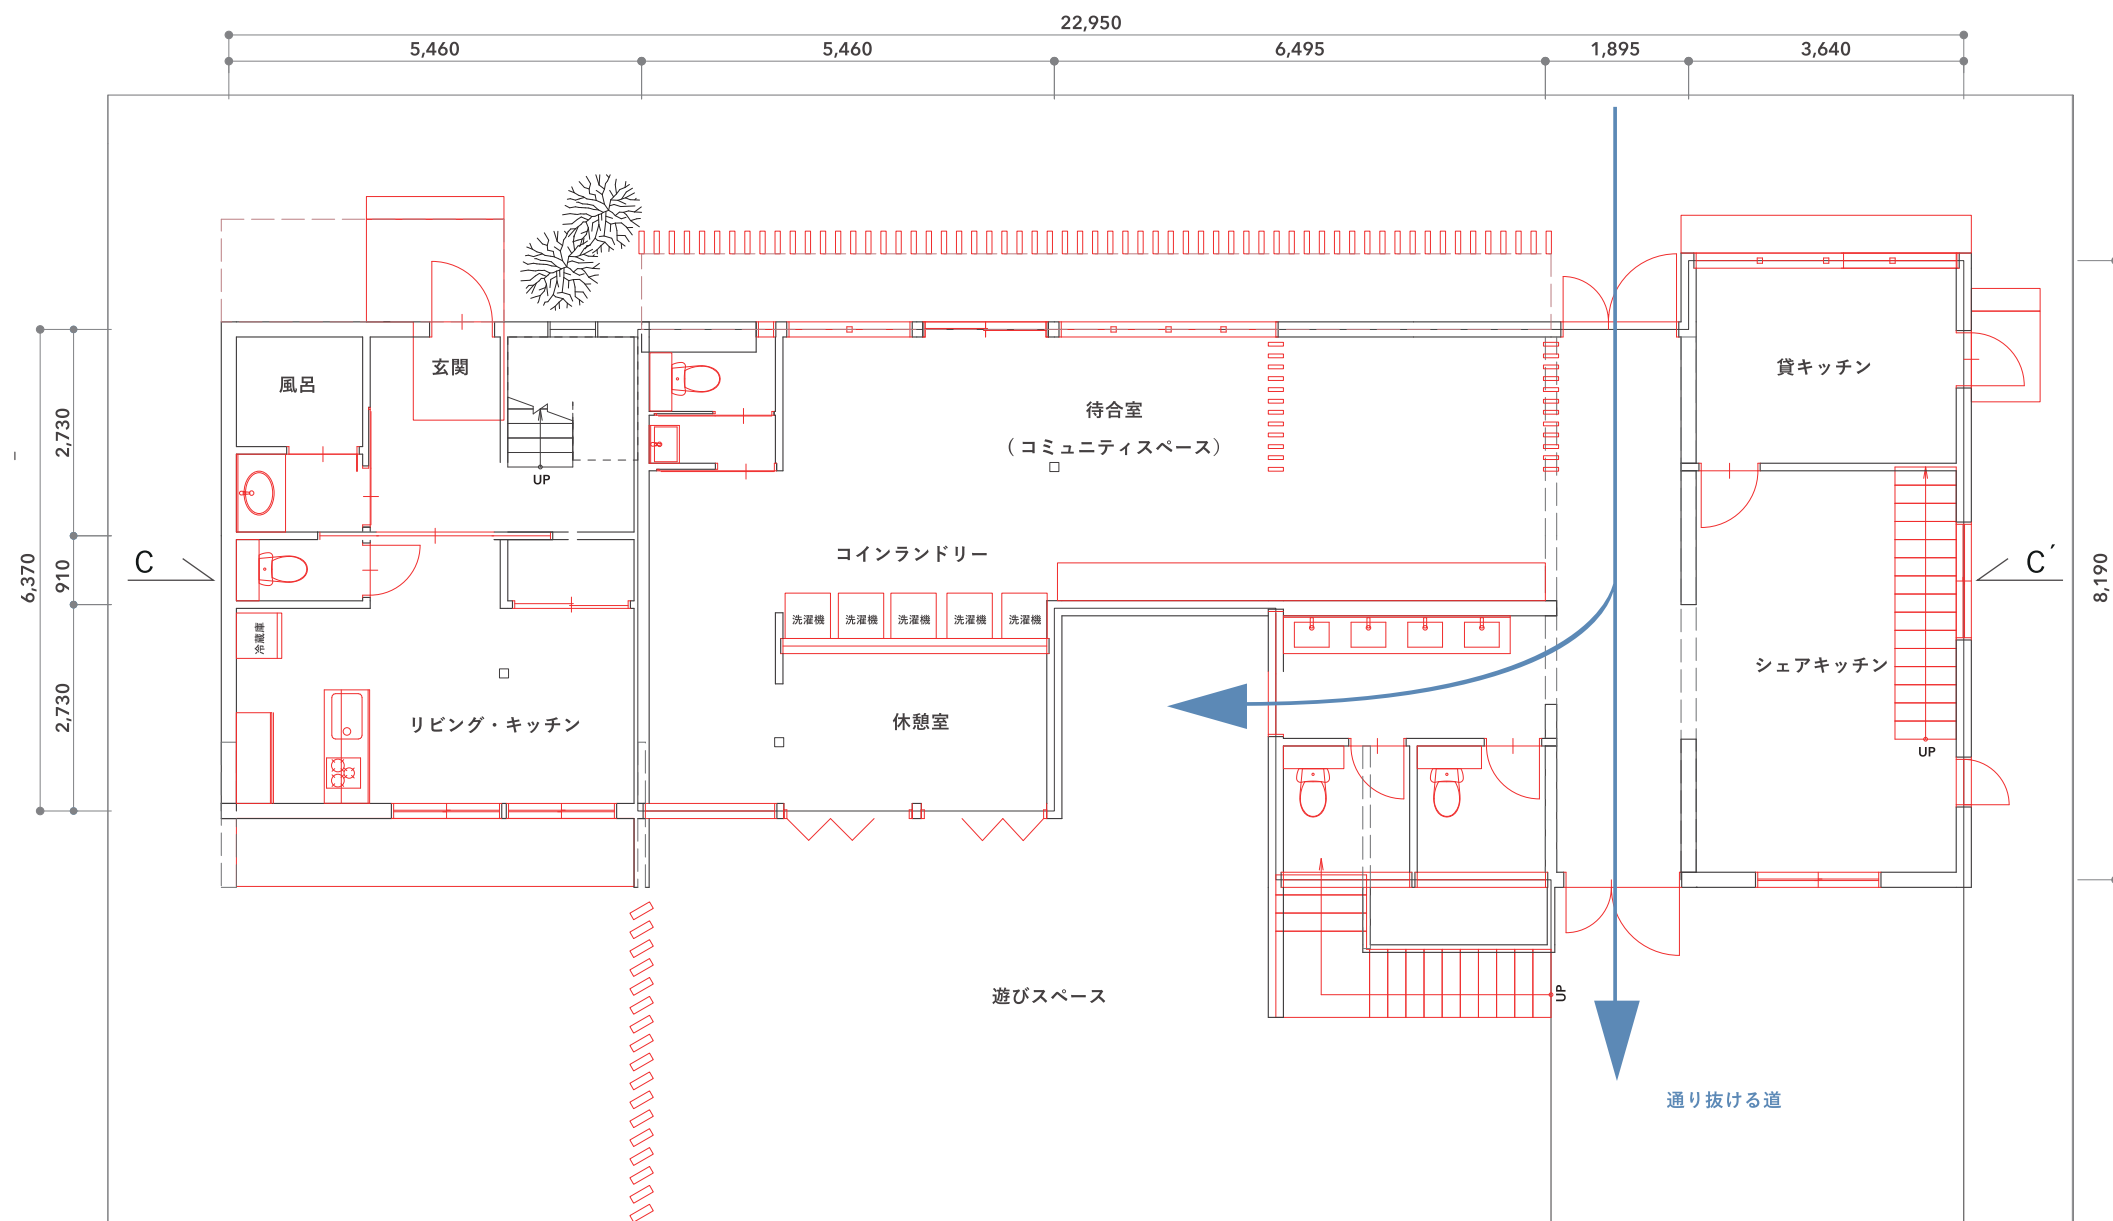 22,950
5,460
5,460
6,495
1,895
3,640
風呂
玄関
UP
待合室
（コミュニティスペース）
貸キッチン
2,730
910
6,370
2,730
8,190
C
C´
コインランドリー
洗濯機
洗濯機
洗濯機
洗濯機
洗濯機
冷蔵庫
リビング・キッチン
休憩室
シェアキッチン
UP
遊びスペース
UP
通り抜ける道